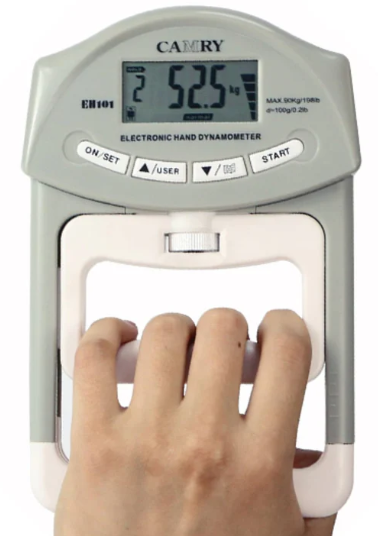 CAMRY
2 52.5 kg
EH101
MAX.90Kg/198lb
d=100g/0.2lb
ELECTRONIC HAND DYNAMOMETER
ON/SET
▲/USER
▼/
START